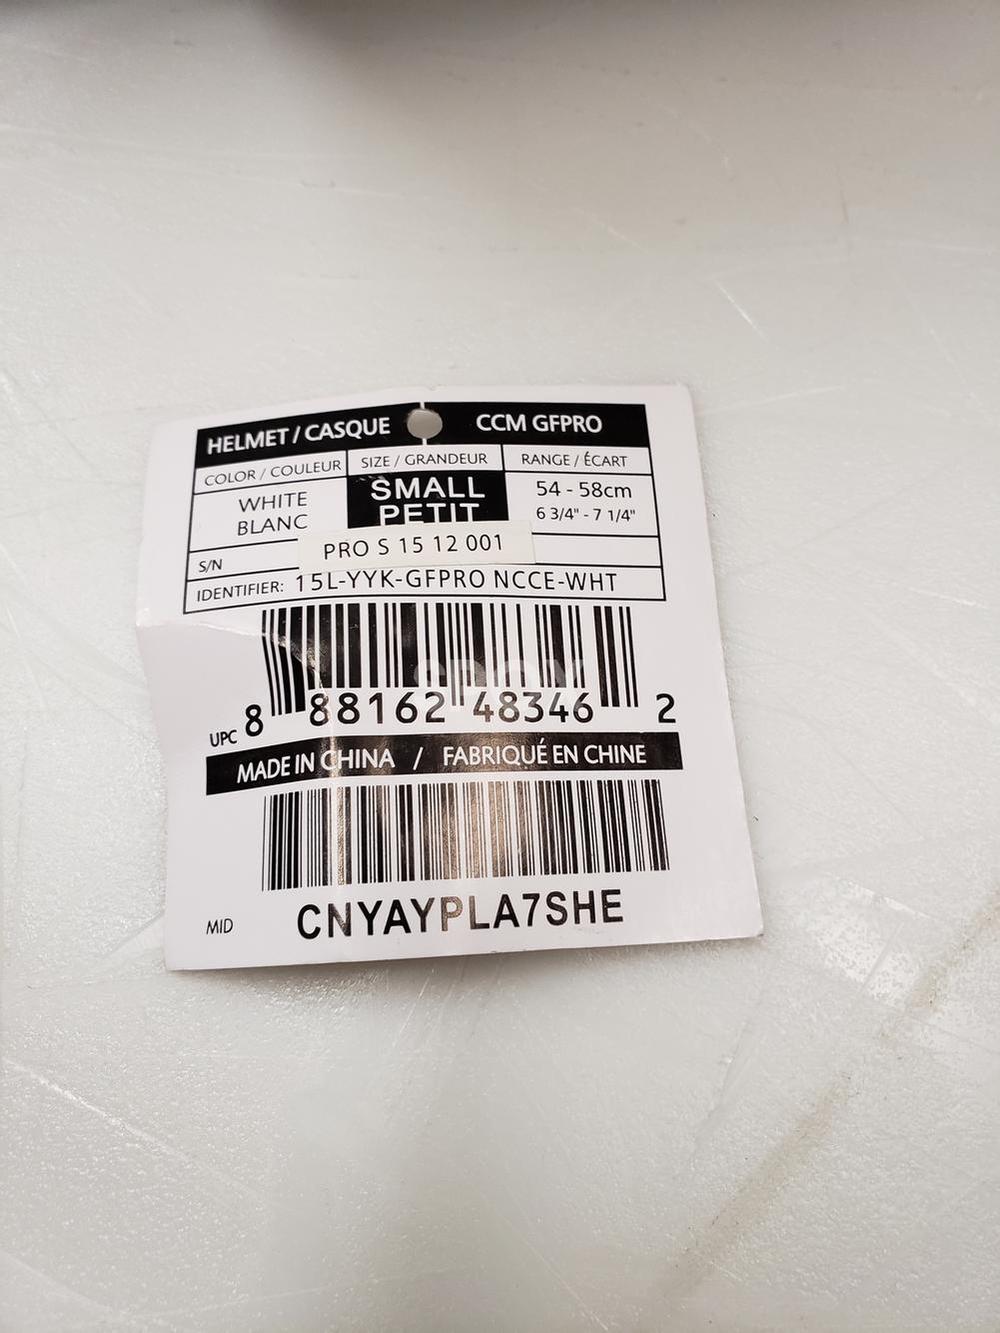 HELMET / CASQUE CCM GFPRO
COLOR / COULEUR SIZE / GRANDEUR RANGE / ÉCART
WHITE SMALL 54 - 58cm
BLANC PETIT 6 3/4" - 7 1/4"
S/N PRO S 15 12 001
IDENTIFIER: 15L-YYK-GFPRO NCCE-WHT
UPC 8 88162 48346 2
MADE IN CHINA / FABRIQUÉ EN CHINE
MID CNYAYPLA7SHE